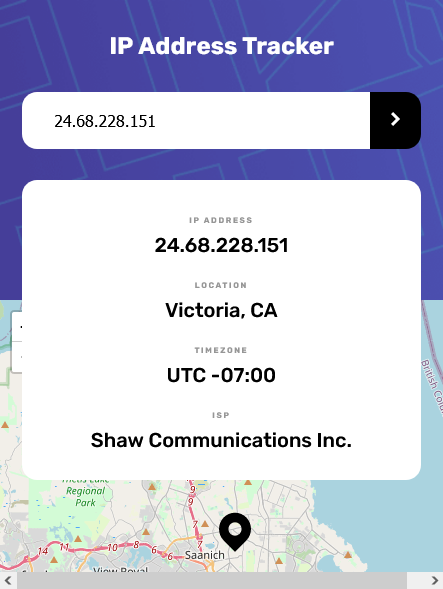 IP Address Tracker
24.68.228.151
IP ADDRESS
24.68.228.151
LOCATION
Victoria, CA
TIMEZONE
UTC -07:00
ISP
Shaw Communications Inc.
British Col
Thetis Lake
Regional
Park
14
10
10
8
6
6
Saanich
View Royal